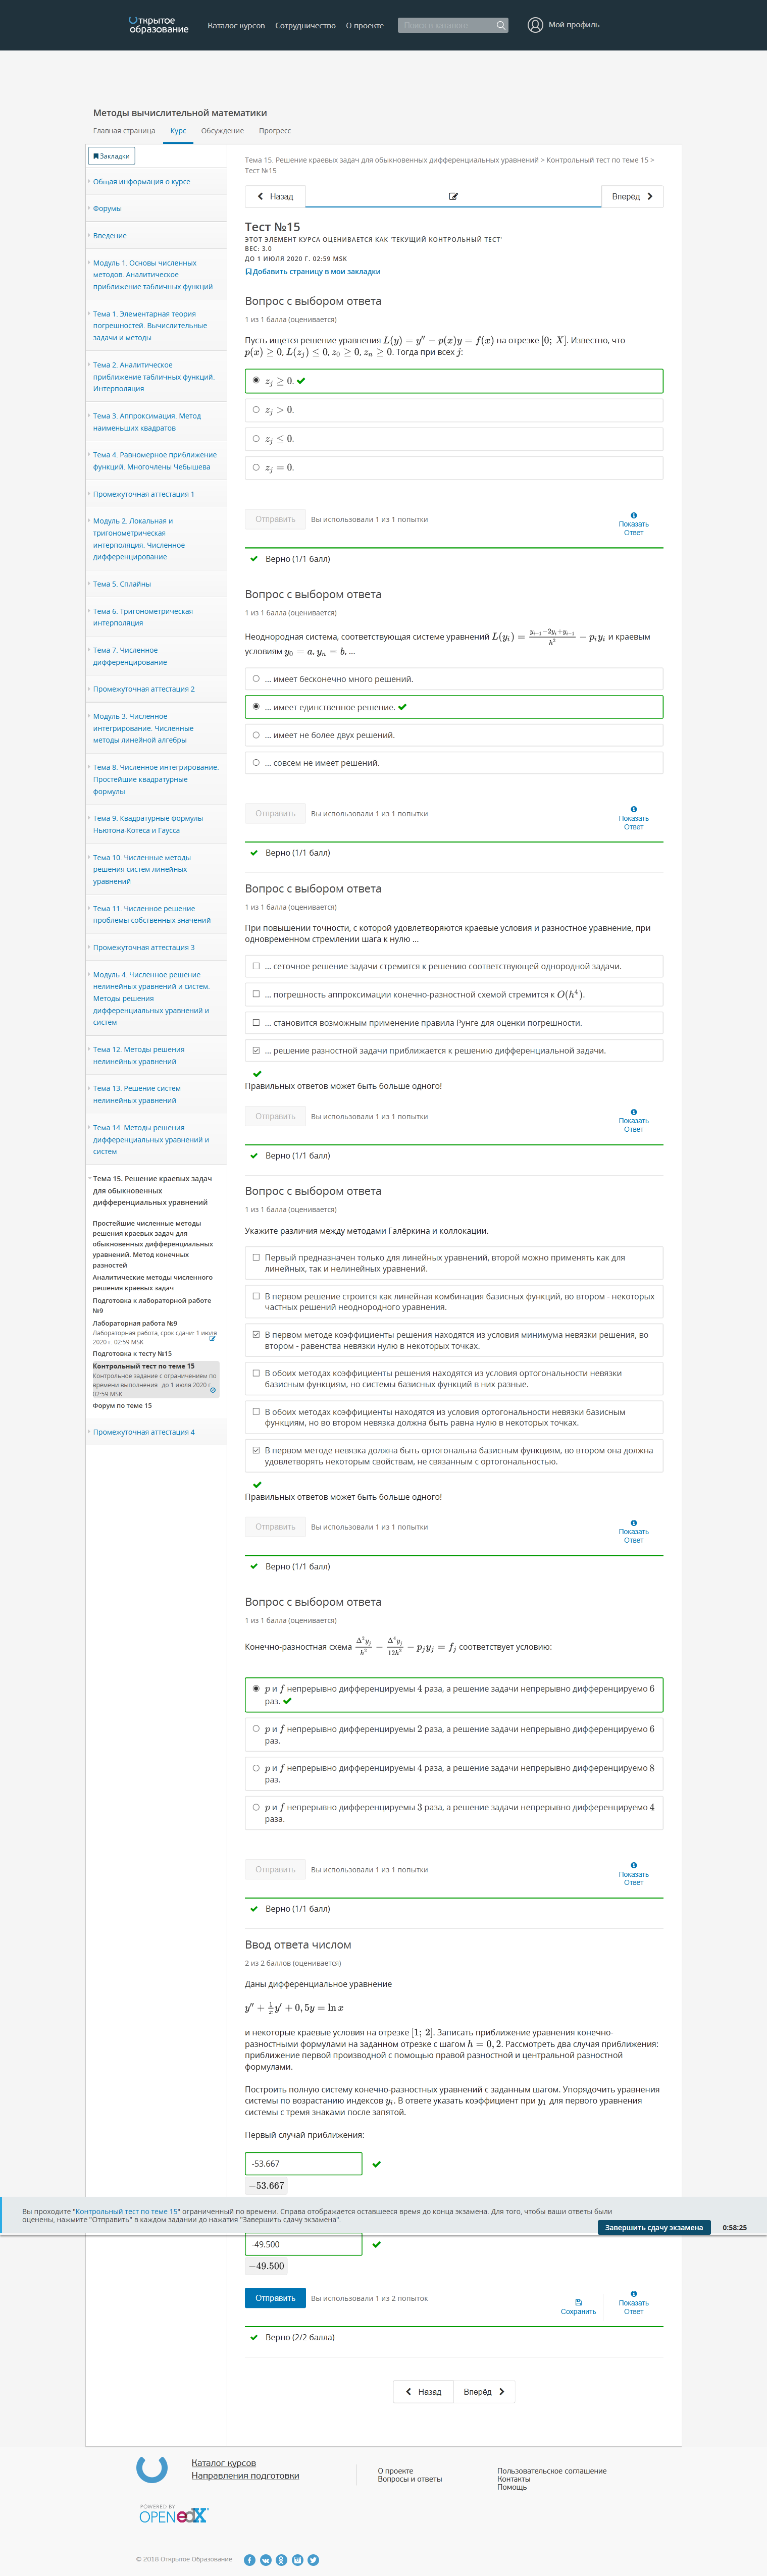 Открытое образование
Каталог курсов
Сотрудничество
О проекте
Поиск в каталоге
Мой профиль
Методы вычислительной математики
Главная страница
Курс
Обсуждение
Прогресс
Закладки
Общая информация о курсе
Форумы
Введение
Модуль 1. Основы численных
методов. Аналитическое
приближение табличных функций
Тема 1. Элементарная теория
погрешностей. Вычислительные
задачи и методы
Тема 2. Аналитическое
приближение табличных функций.
Интерполяция
Тема 3. Аппроксимация. Метод
наименьших квадратов
Тема 4. Равномерное приближение
функций. Многочлены Чебышева
Промежуточная аттестация 1
Модуль 2. Локальная и
тригонометрическая
интерполяция. Численное
дифференцирование
Тема 5. Сплайны
Тема 6. Тригонометрическая
интерполяция
Тема 7. Численное
дифференцирование
Промежуточная аттестация 2
Модуль 3. Численное
интегрирование. Численные
методы линейной алгебры
Тема 8. Численное интегрирование.
Простейшие квадратурные
формулы
Тема 9. Квадратурные формулы
Ньютона-Котеса и Гаусса
Тема 10. Численные методы
решения систем линейных
уравнений
Тема 11. Численное решение
проблемы собственных значений
Промежуточная аттестация 3
Модуль 4. Численное решение
нелинейных уравнений и систем.
Методы решения
дифференциальных уравнений и
систем
Тема 12. Методы решения
нелинейных уравнений
Тема 13. Решение систем
нелинейных уравнений
Тема 14. Методы решения
дифференциальных уравнений и
систем
Тема 15. Решение краевых задач
для обыкновенных
дифференциальных уравнений
Простейшие численные методы
решения краевых задач для
обыкновенных дифференциальных
уравнений. Метод конечных
разностей
Аналитические методы численного
решения краевых задач
Подготовка к лабораторной работе
№9
Лабораторная работа №9
Лабораторная работа, срок сдачи: 1 июля
2020 г. 02:59 MSK
Подготовка к тесту №15
Контрольный тест по теме 15
Контрольное задание с ограничением по
времени выполнения до 1 июля 2020 г.
02:59 MSK
Форум по теме 15
Промежуточная аттестация 4
Тема 15. Решение краевых задач для обыкновенных дифференциальных уравнений > Контрольный тест по теме 15 >
Тест №15
Назад
Вперёд
Тест №15
ЭТОТ ЭЛЕМЕНТ КУРСА ОЦЕНИВАЕТСЯ КАК 'ТЕКУЩИЙ КОНТРОЛЬНЫЙ ТЕСТ'
ВЕС: 3.0
ДО 1 ИЮЛЯ 2020 Г. 02:59 MSK
Добавить страницу в мои закладки
Вопрос с выбором ответа
1 из 1 балла (оценивается)
Пусть ищется решение уравнения L(y) = y″ − p(x)y = f(x) на отрезке [0; X]. Известно, что
p(x) ≥ 0, L(z_j) ≤ 0, z_0 ≥ 0, z_n ≥ 0. Тогда при всех j:
z_j ≥ 0.
z_j > 0.
z_j ≤ 0.
z_j = 0.
Отправить
Вы использовали 1 из 1 попытки
Показать
Ответ
Верно (1/1 балл)
Вопрос с выбором ответа
1 из 1 балла (оценивается)
Неоднородная система, соответствующая системе уравнений L(y_i) = (y_{i+1}−2y_i+y_{i−1})/h² − p_i y_i и краевым
условиям y_0 = a, y_n = b, ...
... имеет бесконечно много решений.
... имеет единственное решение.
... имеет не более двух решений.
... совсем не имеет решений.
Отправить
Вы использовали 1 из 1 попытки
Показать
Ответ
Верно (1/1 балл)
Вопрос с выбором ответа
1 из 1 балла (оценивается)
При повышении точности, с которой удовлетворяются краевые условия и разностное уравнение, при
одновременном стремлении шага к нулю ...
... сеточное решение задачи стремится к решению соответствующей однородной задачи.
... погрешность аппроксимации конечно-разностной схемой стремится к O(h⁴).
... становится возможным применение правила Рунге для оценки погрешности.
... решение разностной задачи приближается к решению дифференциальной задачи.
Правильных ответов может быть больше одного!
Отправить
Вы использовали 1 из 1 попытки
Показать
Ответ
Верно (1/1 балл)
Вопрос с выбором ответа
1 из 1 балла (оценивается)
Укажите различия между методами Галёркина и коллокации.
Первый предназначен только для линейных уравнений, второй можно применять как для
линейных, так и нелинейных уравнений.
В первом решение строится как линейная комбинация базисных функций, во втором - некоторых
частных решений неоднородного уравнения.
В первом методе коэффициенты решения находятся из условия минимума невязки решения, во
втором - равенства невязки нулю в некоторых точках.
В обоих методах коэффициенты решения находятся из условия ортогональности невязки
базисным функциям, но системы базисных функций в них разные.
В обоих методах коэффициенты находятся из условия ортогональности невязки базисным
функциям, но во втором невязка должна быть равна нулю в некоторых точках.
В первом методе невязка должна быть ортогональна базисным функциям, во втором она должна
удовлетворять некоторым свойствам, не связанным с ортогональностью.
Правильных ответов может быть больше одного!
Отправить
Вы использовали 1 из 1 попытки
Показать
Ответ
Верно (1/1 балл)
Вопрос с выбором ответа
1 из 1 балла (оценивается)
Конечно-разностная схема Δ²y_j/h² − Δ⁴y_j/12h² − p_j y_j = f_j соответствует условию:
p и f непрерывно дифференцируемы 4 раза, а решение задачи непрерывно дифференцируемо 6
раз.
p и f непрерывно дифференцируемы 2 раза, а решение задачи непрерывно дифференцируемо 6
раз.
p и f непрерывно дифференцируемы 4 раза, а решение задачи непрерывно дифференцируемо 8
раз.
p и f непрерывно дифференцируемы 3 раза, а решение задачи непрерывно дифференцируемо 4
раза.
Отправить
Вы использовали 1 из 1 попытки
Показать
Ответ
Верно (1/1 балл)
Ввод ответа числом
2 из 2 баллов (оценивается)
Даны дифференциальное уравнение
y″ + (1/x)y′ + 0,5y = ln x
и некоторые краевые условия на отрезке [1; 2]. Записать приближение уравнения конечно-
разностными формулами на заданном отрезке с шагом h = 0,2. Рассмотреть два случая приближения:
приближение первой производной с помощью правой разностной и центральной разностной
формулами.
Построить полную систему конечно-разностных уравнений с заданным шагом. Упорядочить уравнения
системы по возрастанию индексов y_i. В ответе указать коэффициент при y_1 для первого уравнения
системы с тремя знаками после запятой.
Первый случай приближения:
-53.667
−53.667
Вы проходите "Контрольный тест по теме 15" ограниченный по времени. Справа отображается оставшееся время до конца экзамена. Для того, чтобы ваши ответы были
оценены, нажмите "Отправить" в каждом задании до нажатия "Завершить сдачу экзамена".
Завершить сдачу экзамена
0:58:25
-49.500
−49.500
Отправить
Вы использовали 1 из 2 попыток
Сохранить
Показать
Ответ
Верно (2/2 балла)
Назад
Вперёд
Каталог курсов
Направления подготовки
О проекте
Вопросы и ответы
Пользовательское соглашение
Контакты
Помощь
POWERED BY
OPEN edX
© 2018 Открытое Образование